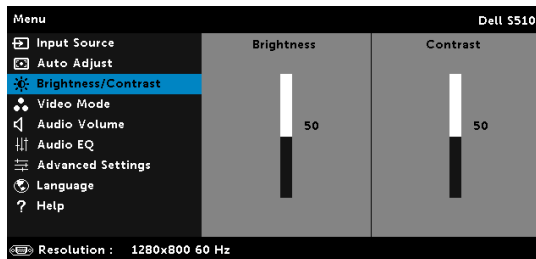 Menu Dell S510
Input Source
Auto Adjust
Brightness/Contrast
Video Mode
Audio Volume
Audio EQ
Advanced Settings
Language
? Help
Brightness Contrast
50 50
Resolution : 1280x800 60 Hz